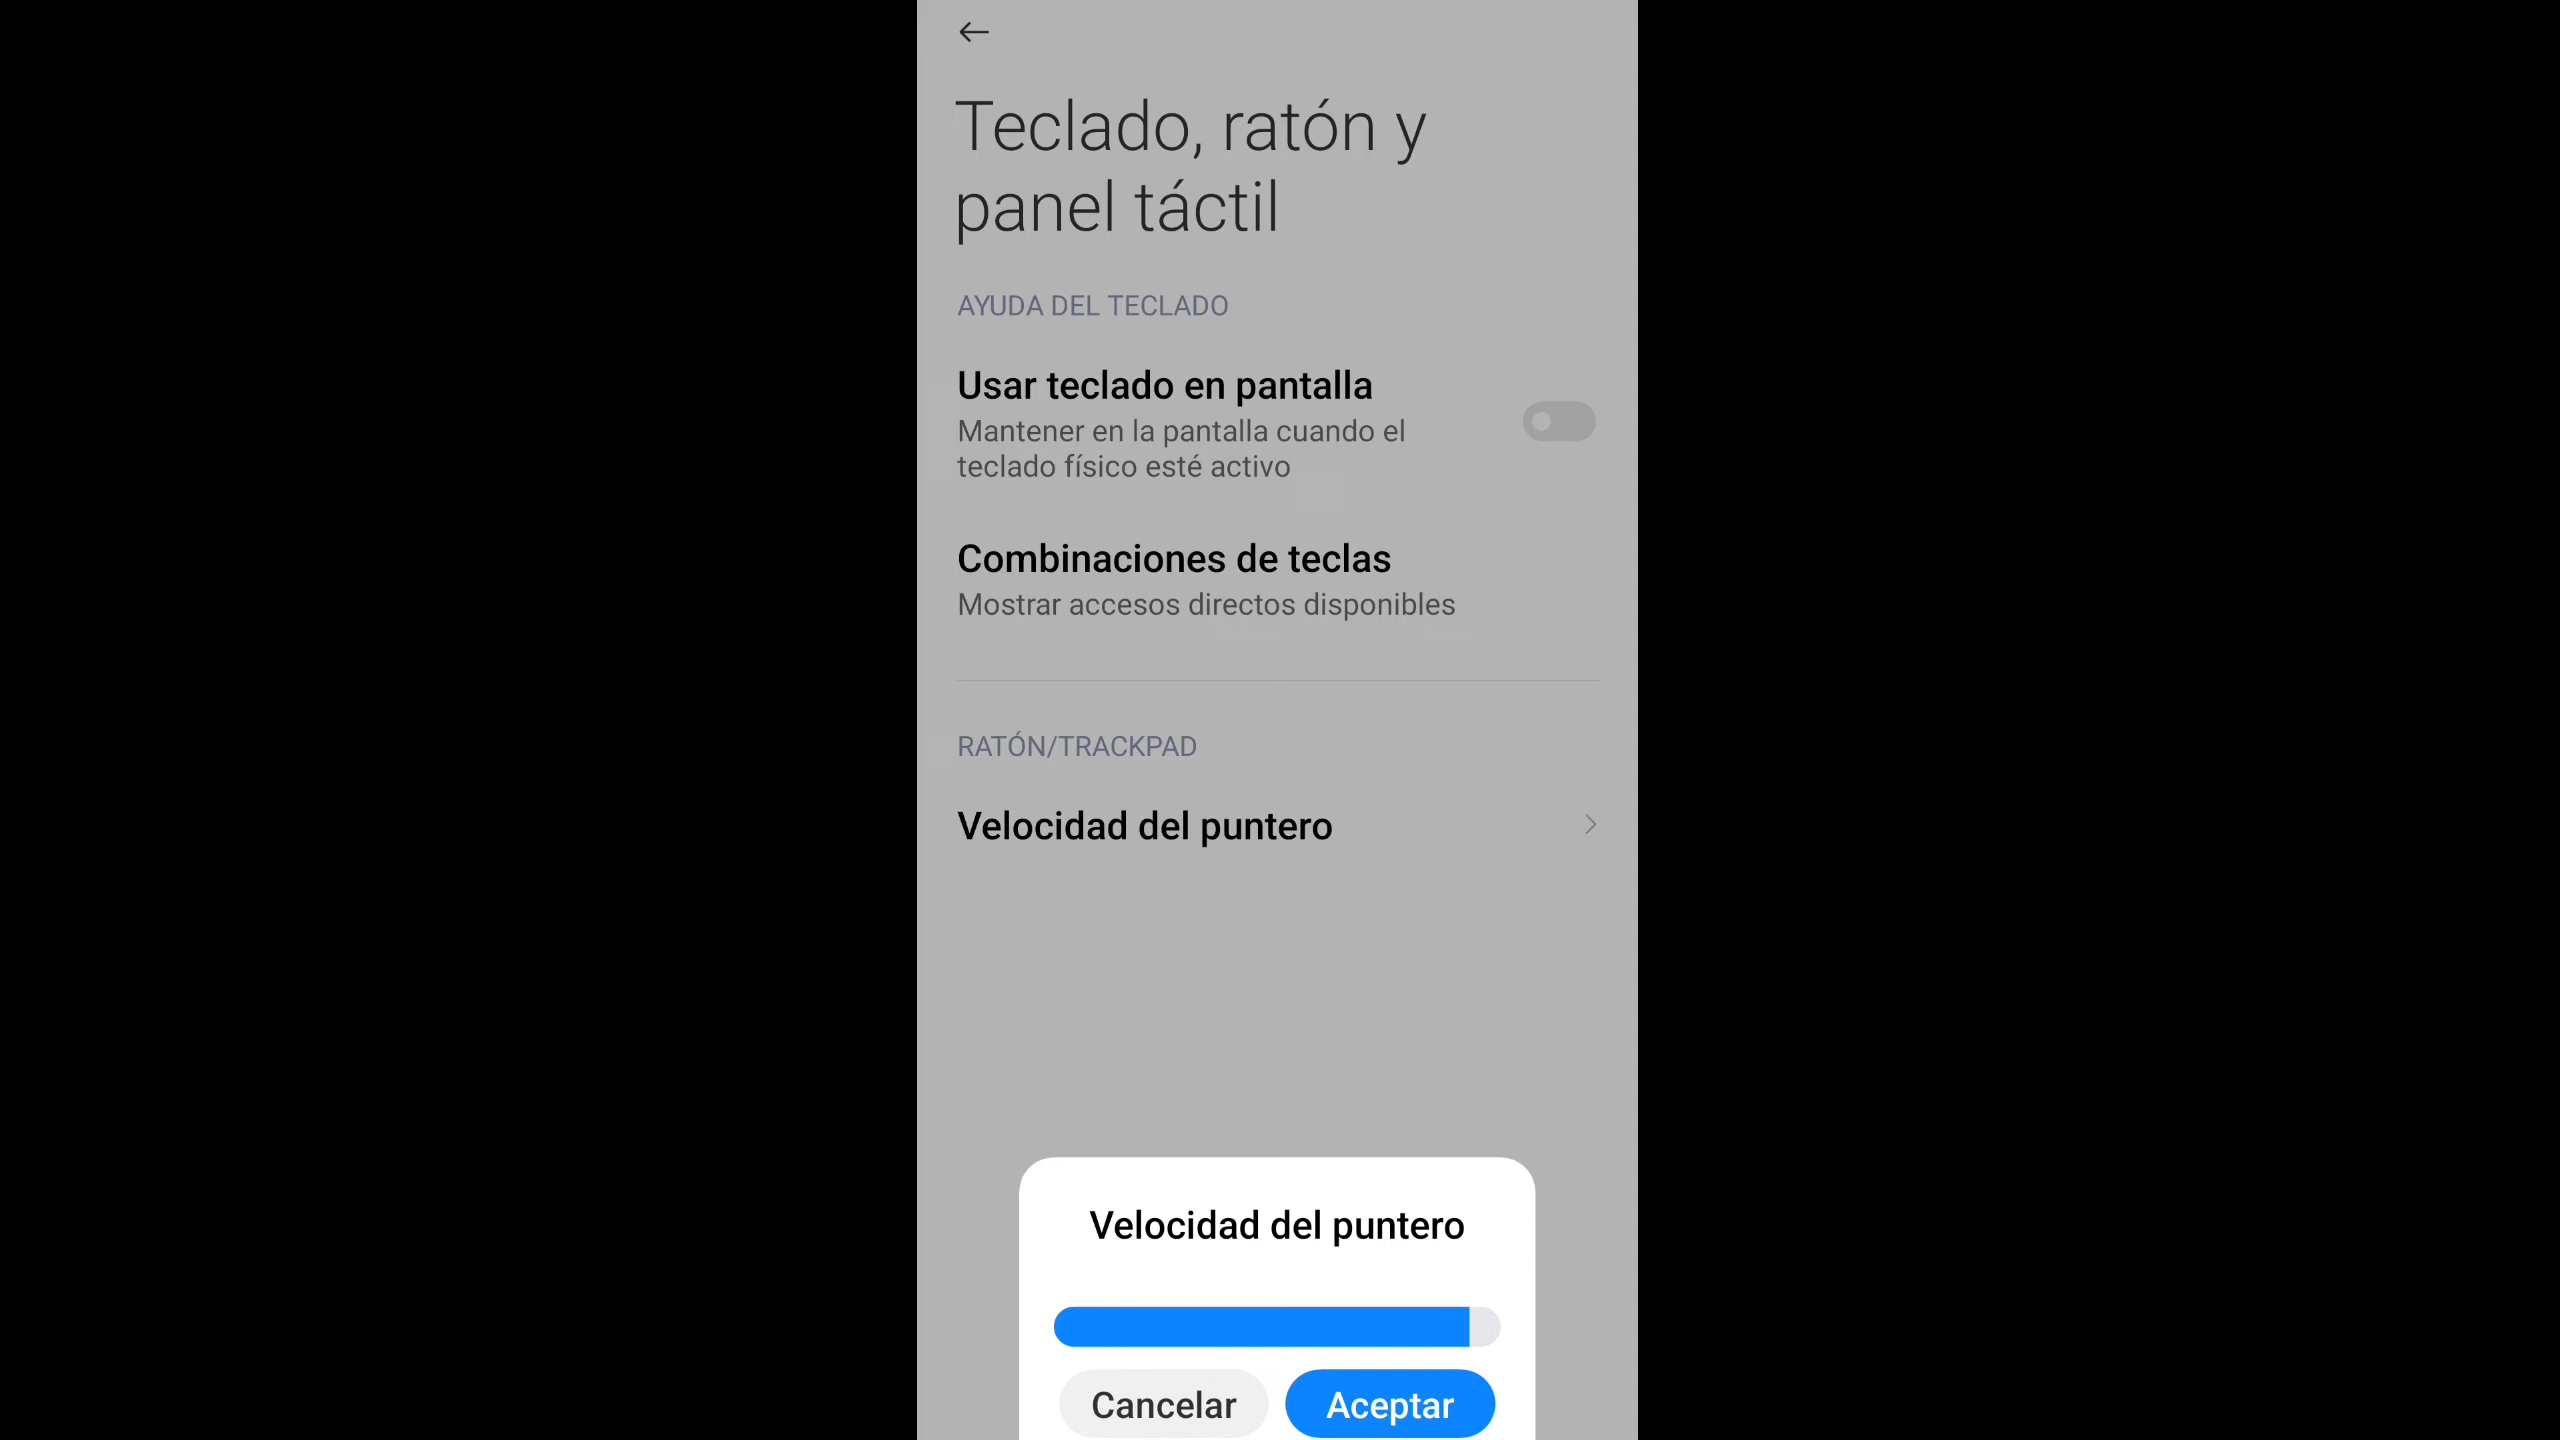 Teclado, ratón y
panel táctil
AYUDA DEL TECLADO
Usar teclado en pantalla
Mantener en la pantalla cuando el
teclado físico esté activo
Combinaciones de teclas
Mostrar accesos directos disponibles
RATÓN/TRACKPAD
Velocidad del puntero
Velocidad del puntero
Cancelar
Aceptar